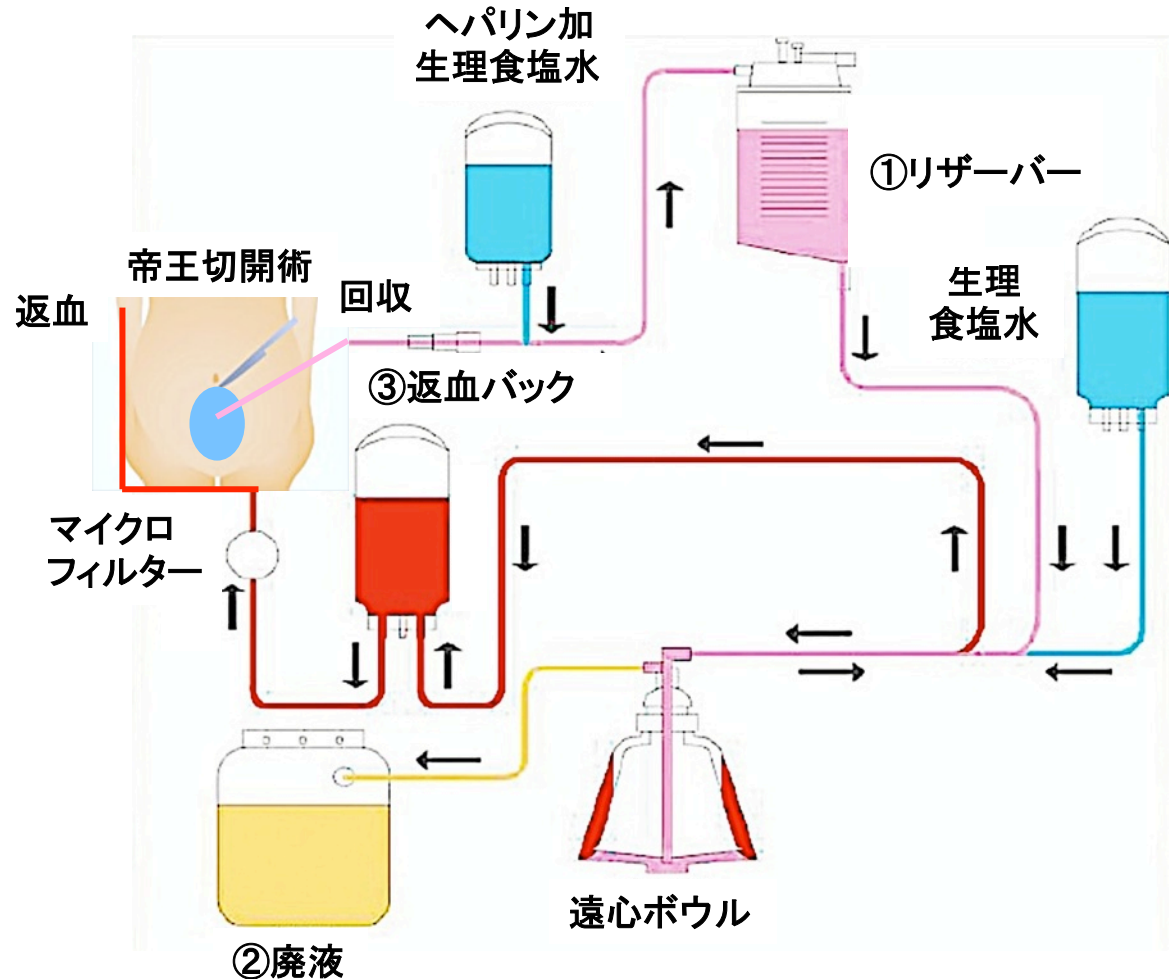 ヘパリン加
生理食塩水
①リザーバー
帝王切開術
返血
回収
生理
食塩水
③返血バック
マイクロ
フィルター
遠心ボウル
②廃液